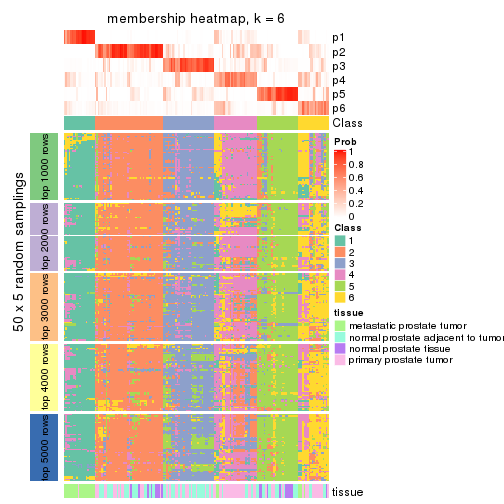 membership heatmap, k = 6
p1
p2
p3
p4
p5
p6
Class
50 x 5 random samplings
top 1000 rows
top 2000 rows
top 3000 rows
top 4000 rows
top 5000 rows
Prob
1
0.8
0.6
0.4
0.2
0
Class
1
2
3
4
5
6
tissue
metastatic prostate tumor
normal prostate adjacent to tumor
normal prostate tissue
primary prostate tumor
tissue